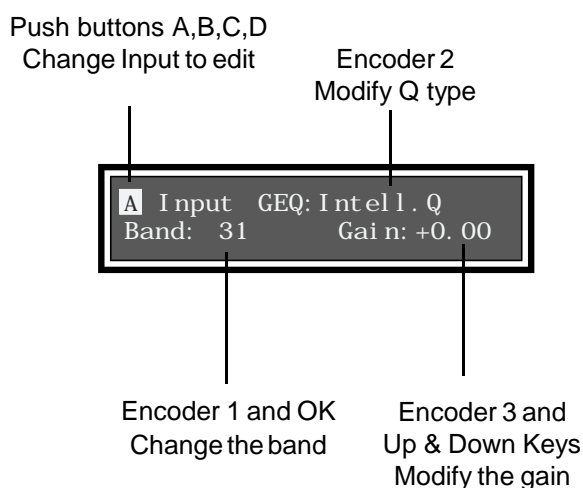 Push buttons A,B,C,D
Change Input to edit
Encoder 2
Modify Q type
A Input GEQ: Intell. Q
Band: 31 Gain: +0.00
Encoder 1 and OK
Change the band
Encoder 3 and
Up & Down Keys
Modify the gain